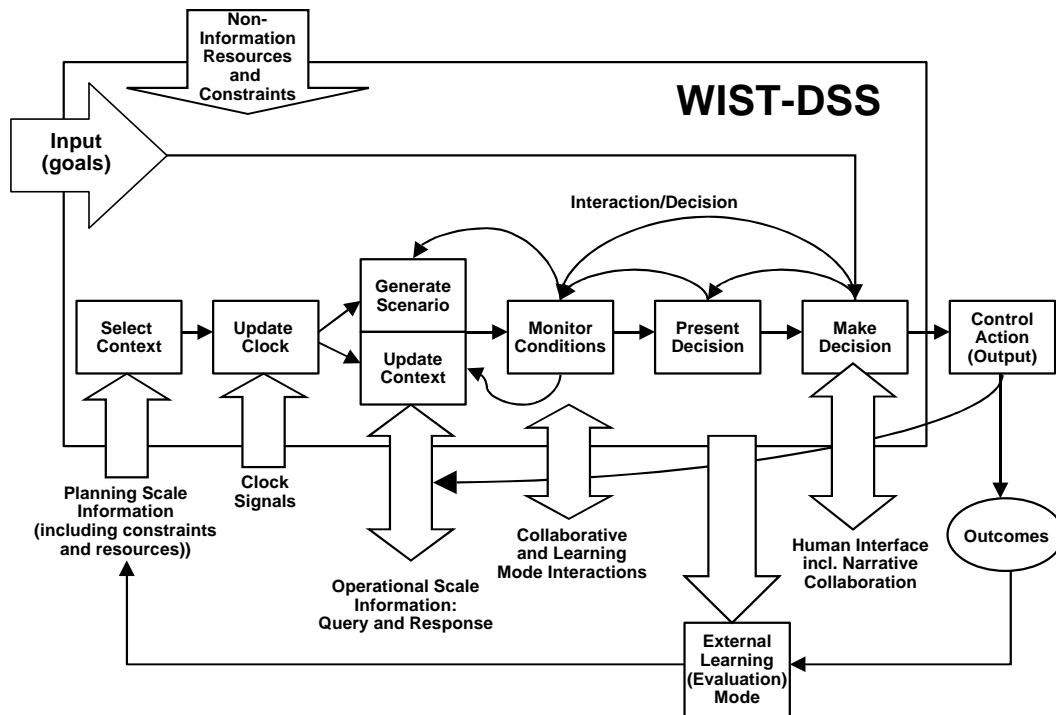 Non-
Information
Resources
and
Constraints
WIST-DSS
Input
(goals)
Interaction/Decision
Generate
Scenario
Select
Context
Update
Clock
Update
Context
Monitor
Conditions
Present
Decision
Make
Decision
Control
Action
(Output)
Planning Scale
Information
(including constraints
and resources))
Clock
Signals
Operational Scale
Information:
Query and Response
Collaborative
and Learning
Mode Interactions
Human Interface
incl. Narrative
Collaboration
Outcomes
External
Learning
(Evaluation)
Mode